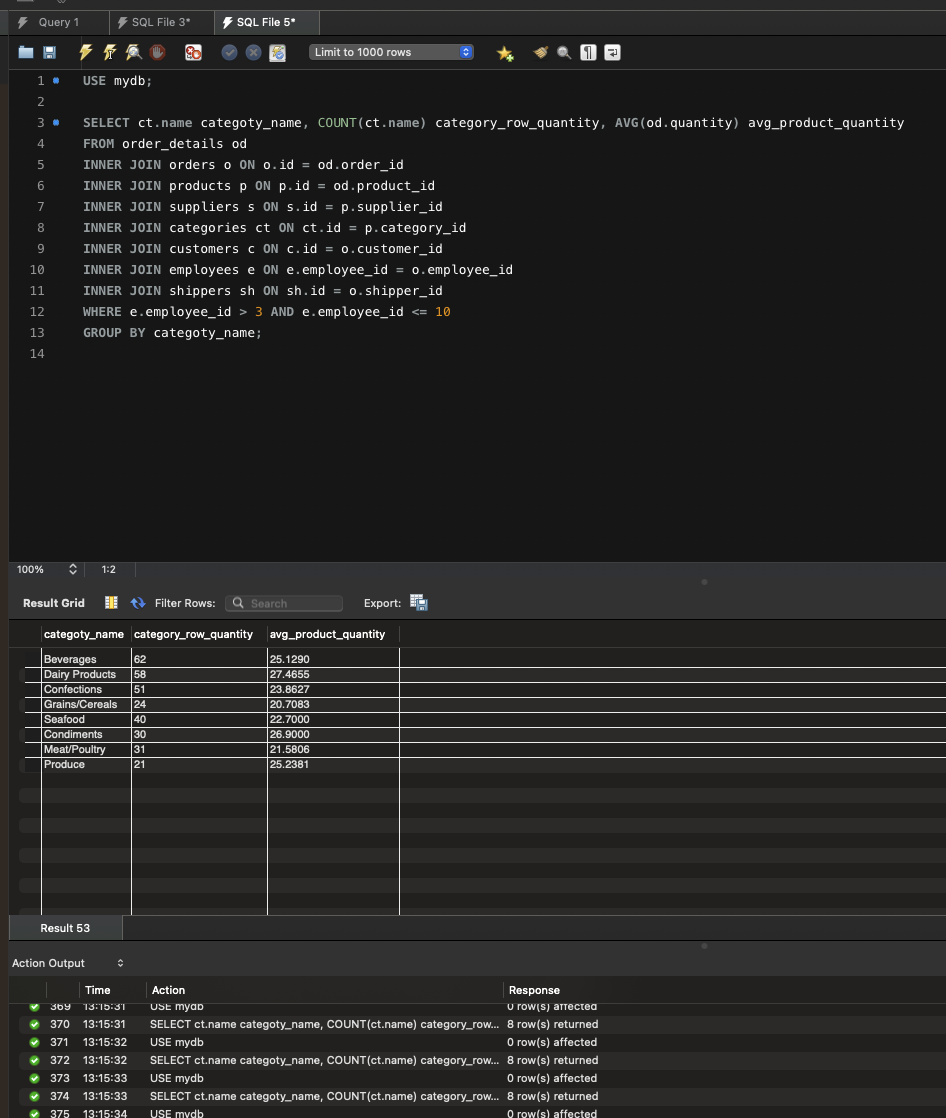 Query 1 SQL File 3* SQL File 5*
Limit to 1000 rows
1 USE mydb;
2
3 SELECT ct.name categoty_name, COUNT(ct.name) category_row_quantity, AVG(od.quantity) avg_product_quantity
4 FROM order_details od
5 INNER JOIN orders o ON o.id = od.order_id
6 INNER JOIN products p ON p.id = od.product_id
7 INNER JOIN suppliers s ON s.id = p.supplier_id
8 INNER JOIN categories ct ON ct.id = p.category_id
9 INNER JOIN customers c ON c.id = o.customer_id
10 INNER JOIN employees e ON e.employee_id = o.employee_id
11 INNER JOIN shippers sh ON sh.id = o.shipper_id
12 WHERE e.employee_id > 3 AND e.employee_id <= 10
13 GROUP BY categoty_name;
14
100% 1:2
Result Grid Filter Rows: Search Export:
categoty_name category_row_quantity avg_product_quantity
Beverages 62 25.1290
Dairy Products 58 27.4655
Confections 51 23.8627
Grains/Cereals 24 20.7083
Seafood 40 22.7000
Condiments 30 26.9000
Meat/Poultry 31 21.5806
Produce 21 25.2381
Result 53
Action Output
Time Action Response
369 13:15:31 USE mydb 0 row(s) affected
370 13:15:31 SELECT ct.name categoty_name, COUNT(ct.name) category_row... 8 row(s) returned
371 13:15:32 USE mydb 0 row(s) affected
372 13:15:32 SELECT ct.name categoty_name, COUNT(ct.name) category_row... 8 row(s) returned
373 13:15:33 USE mydb 0 row(s) affected
374 13:15:33 SELECT ct.name categoty_name, COUNT(ct.name) category_row... 8 row(s) returned
375 13:15:34 USE mydb 0 row(s) affected